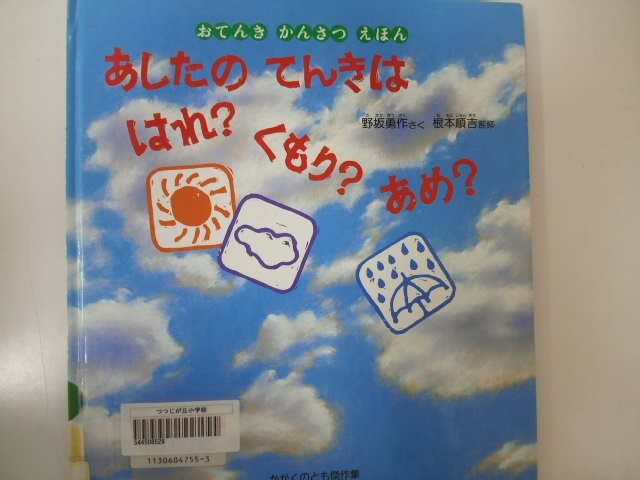 おてんき かんさつ えほん
あしたの てんきは
はれ? くもり? あめ?
野坂勇作さく 根本順吉監修
つつじが丘小学校
544508028
1130604755-3
かがくのとも傑作集